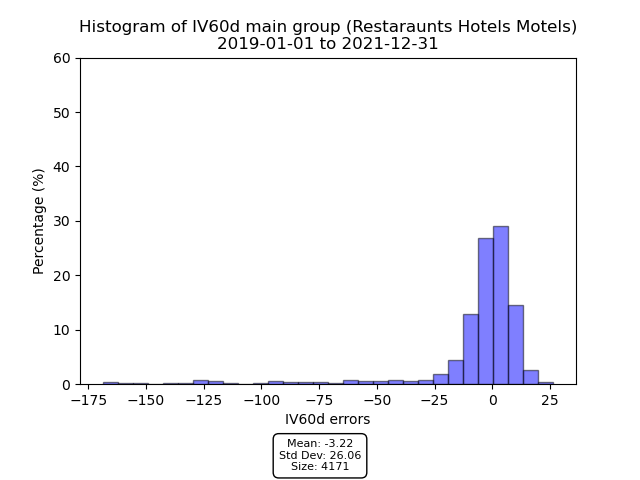 Histogram of IV60d main group (Restaraunts Hotels Motels)
2019-01-01 to 2021-12-31
60
50
40
30
20
10
0
Percentage (%)
−175
−150
−125
−100
−75
−50
−25
0
25
IV60d errors
Mean: -3.22
Std Dev: 26.06
Size: 4171